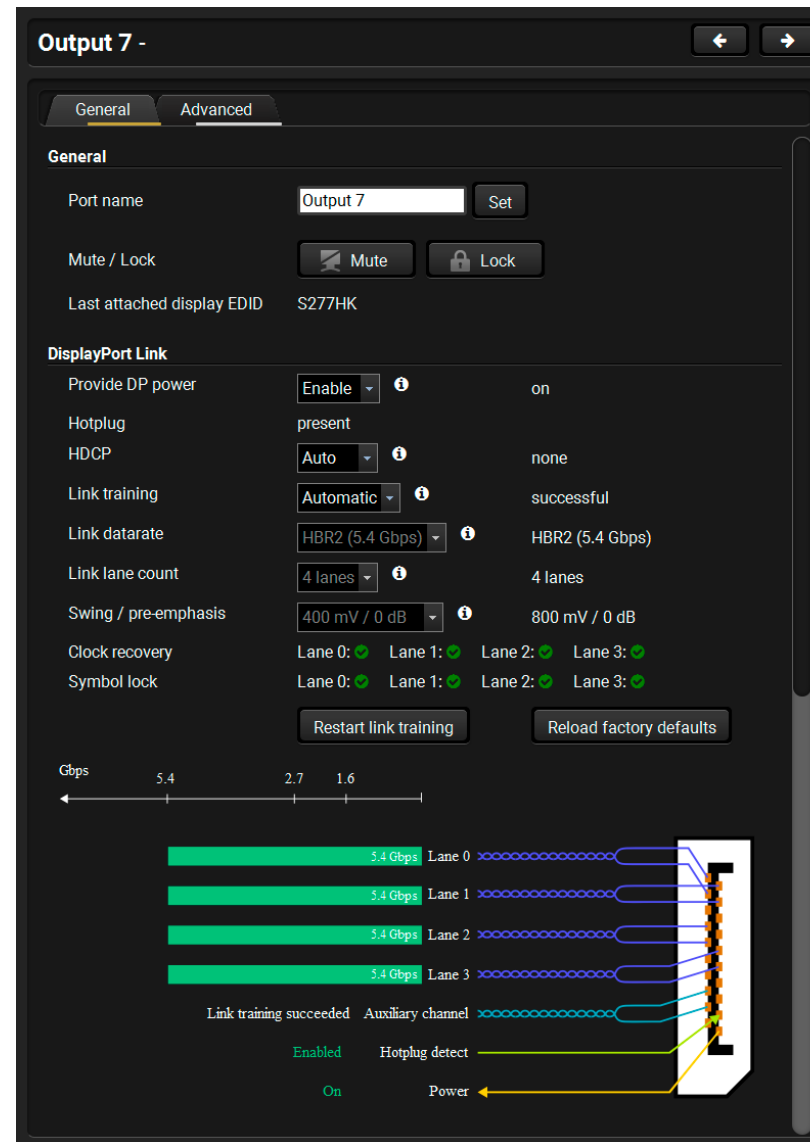 Output 7 -
General Advanced
General
Port name Output 7 Set
Mute / Lock Mute Lock
Last attached display EDID S277HK
DisplayPort Link
Provide DP power Enable on
Hotplug present
HDCP Auto none
Link training Automatic successful
Link datarate HBR2 (5.4 Gbps) HBR2 (5.4 Gbps)
Link lane count 4 lanes 4 lanes
Swing / pre-emphasis 400 mV / 0 dB 800 mV / 0 dB
Clock recovery Lane 0: Lane 1: Lane 2: Lane 3:
Symbol lock Lane 0: Lane 1: Lane 2: Lane 3:
Restart link training Reload factory defaults
Gbps 5.4 2.7 1.6
5.4 Gbps Lane 0
5.4 Gbps Lane 1
5.4 Gbps Lane 2
5.4 Gbps Lane 3
Link training succeeded Auxiliary channel
Enabled Hotplug detect
On Power